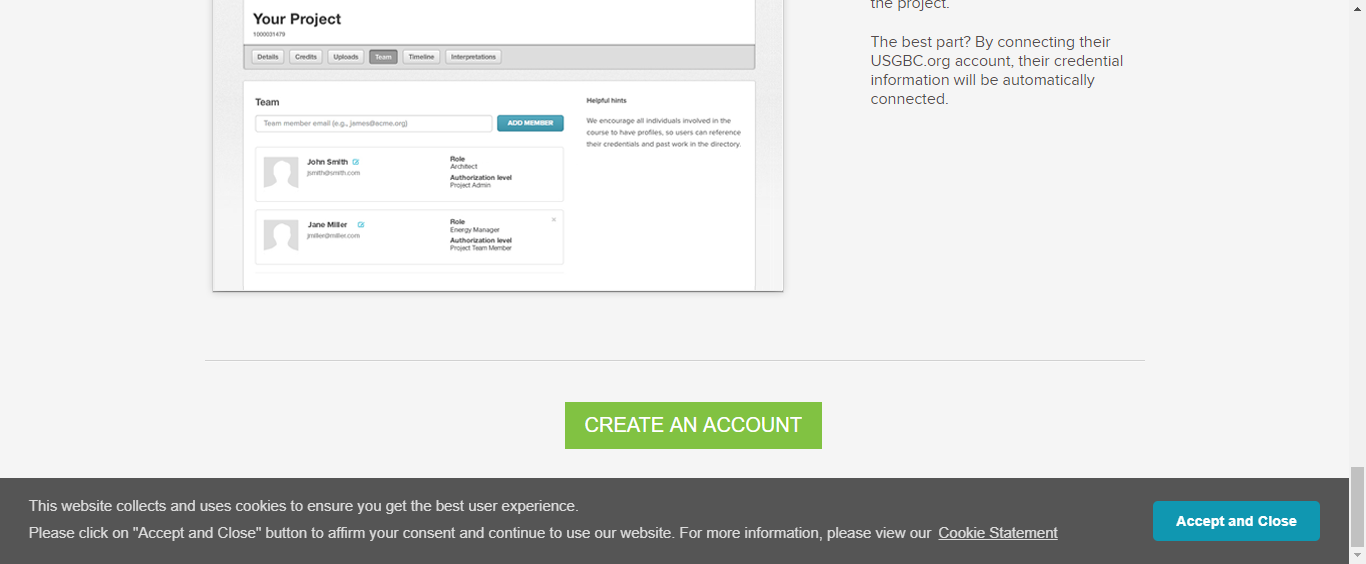 the project.
The best part? By connecting their
USGBC.org account, their credential
information will be automatically
connected.
Your Project
1000031479
Details Credits Uploads Team Timeline Interpretations
Team
Team member email (e.g., james@acme.org) ADD MEMBER
John Smith
jsmith@smith.com
Role
Architect
Authorization level
Project Admin
Jane Miller
jmiller@miller.com
Role
Energy Manager
Authorization level
Project Team Member
Helpful hints
We encourage all individuals involved in the
course to have profiles, so users can reference
their credentials and past work in the directory.
CREATE AN ACCOUNT
This website collects and uses cookies to ensure you get the best user experience.
Please click on "Accept and Close" button to affirm your consent and continue to use our website. For more information, please view our Cookie Statement
Accept and Close